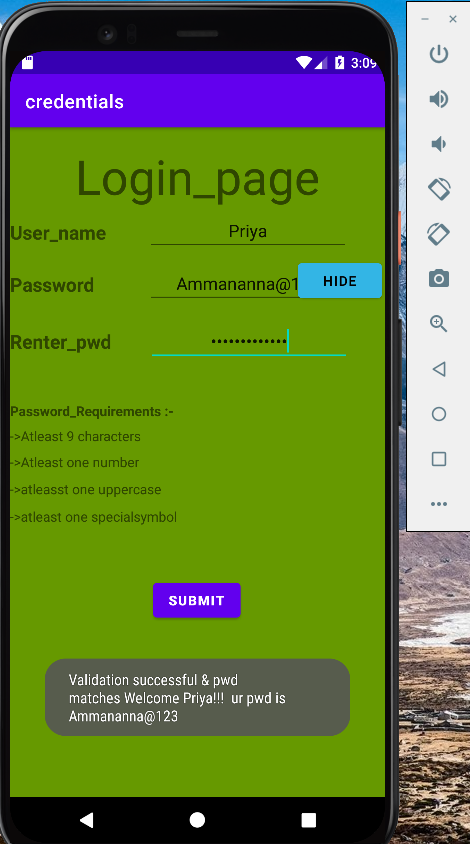 3:09
credentials
Login_page
User_name Priya
Password Ammananna@1 HIDE
Renter_pwd •••••••••••••
Password_Requirements :-
->Atleast 9 characters
->Atleast one number
->atleasst one uppercase
->atleast one specialsymbol
SUBMIT
Validation successful & pwd
matches Welcome Priya!!! ur pwd is
Ammananna@123